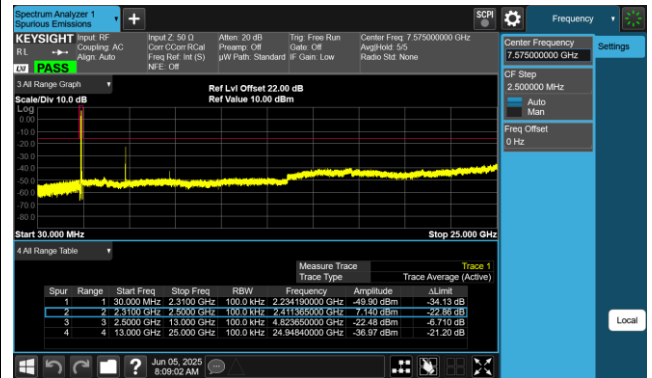 Spectrum Analyzer 1
Spurious Emissions
SCPI
Frequency
KEYSIGHT Input: RF Input Z: 50 Ω Atten: 20 dB Trig: Free Run Center Freq: 7.575000000 GHz
RL Coupling: AC Corr CCorr RCal Preamp: Off Gate: Off Avg|Hold: 5/5
Align: Auto Freq Ref: Int (S) µW Path: Standard IF Gain: Low Radio Std: None
NFE: Off
LXI PASS
Center Frequency
7.575000000 GHz
Settings
CF Step
2.500000 MHz
Auto
Man
Freq Offset
0 Hz
3 All Range Graph
Ref Lvl Offset 22.00 dB
Scale/Div 10.0 dB Ref Value 10.00 dBm
Log
0.00
-10.0
-20.0
-30.0
-40.0
-50.0
-60.0
-70.0
-80.0
Start 30.000 MHz Stop 25.000 GHz
4 All Range Table
Measure Trace Trace 1
Trace Type Trace Average (Active)
Spur Range Start Freq Stop Freq RBW Frequency Amplitude ΔLimit
1 1 30.000 MHz 2.3100 GHz 100.0 kHz 2.234190000 GHz -49.90 dBm -34.13 dB
2 2 2.3100 GHz 2.5000 GHz 100.0 kHz 2.411365000 GHz 7.140 dBm -22.86 dB
3 3 2.5000 GHz 13.000 GHz 100.0 kHz 4.823650000 GHz -22.48 dBm -6.710 dB
4 4 13.000 GHz 25.000 GHz 100.0 kHz 24.94840000 GHz -36.97 dBm -21.20 dB
Local
? Jun 05, 2025
8:09:02 AM